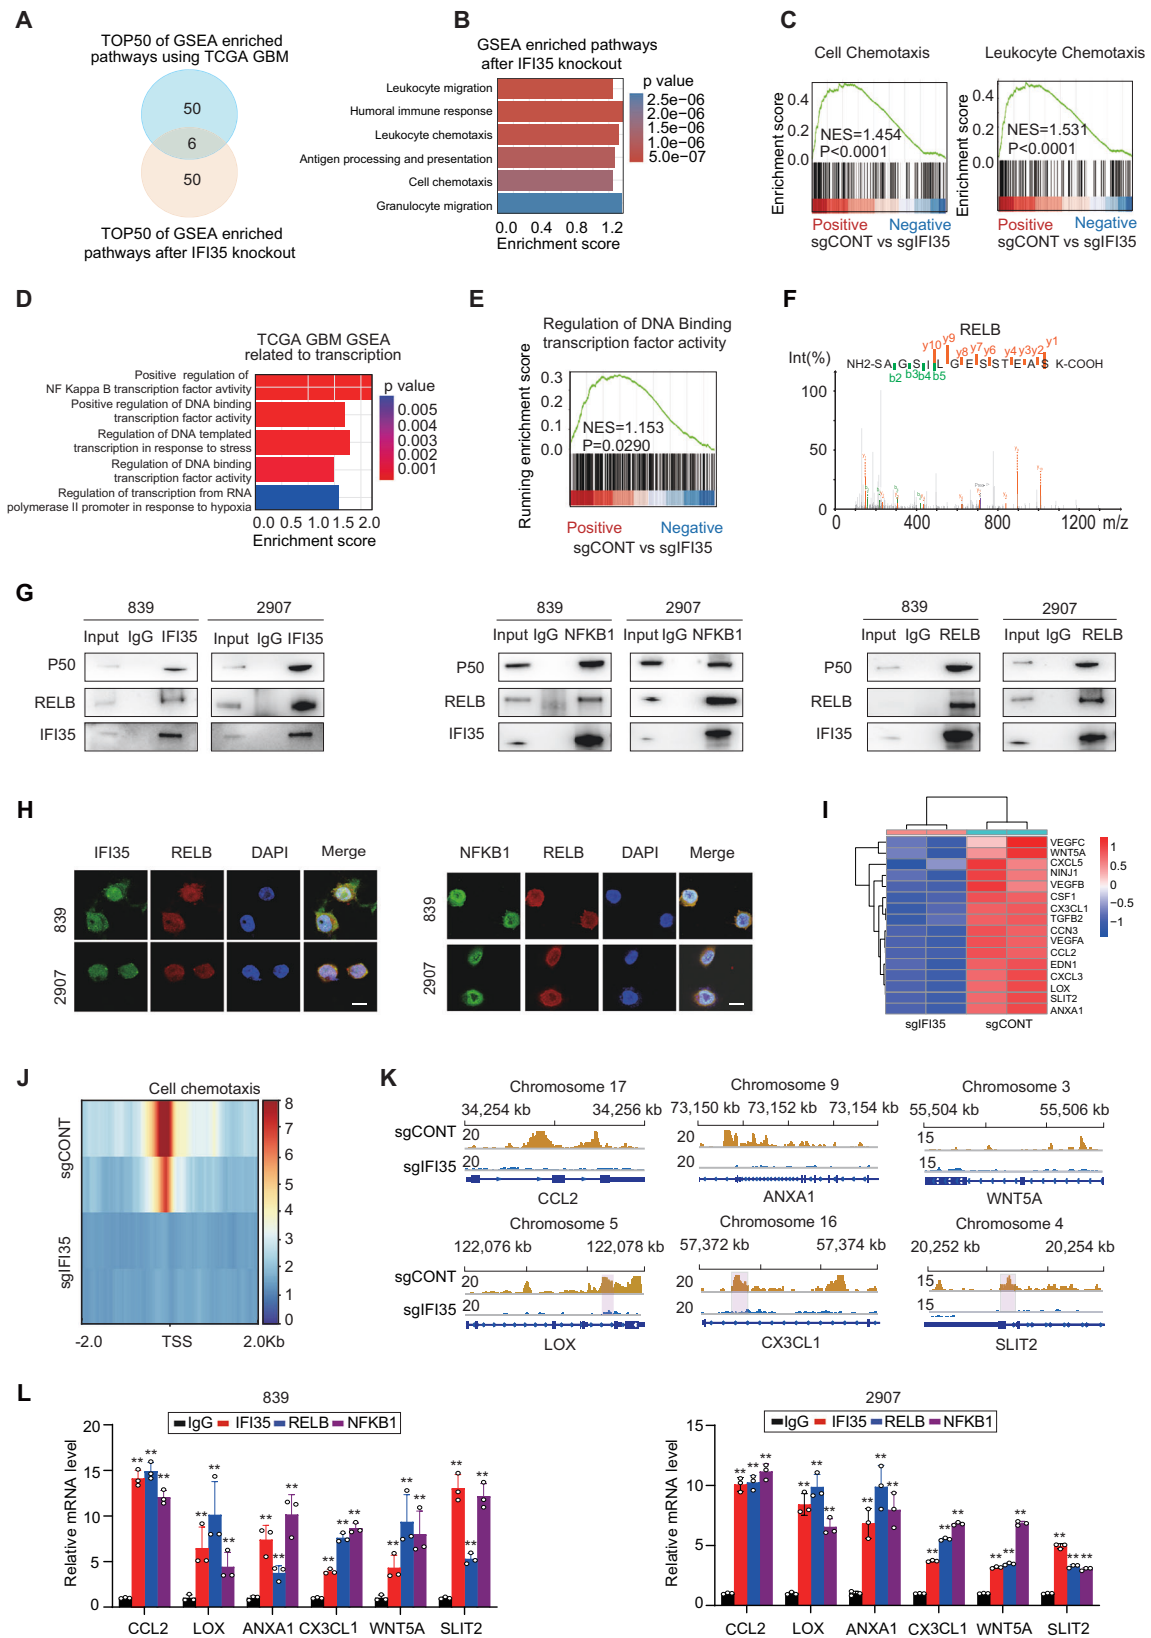 A
TOP50 of GSEA enriched
pathways using TCGA GBM
50
6
50
TOP50 of GSEA enriched
pathways after IFI35 knockout
B
GSEA enriched pathways
after IFI35 knockout
Leukocyte migration
Humoral immune response
Leukocyte chemotaxis
Antigen processing and presentation
Cell chemotaxis
Granulocyte migration
0.0 0.4 0.8 1.2
Enrichment score
p value
2.5e−06
2.0e−06
1.5e−06
1.0e−06
5.0e−07
C
Cell Chemotaxis
Enrichment score
0.4
0.2
0.0
NES=1.454
P<0.0001
Positive Negative
sgCONT vs sgIFI35
Leukocyte Chemotaxis
Enrichment score
0.4
0.2
0.0
NES=1.531
P<0.0001
Positive Negative
sgCONT vs sgIFI35
D
TCGA GBM GSEA
related to transcription
Positive regulation of
NF Kappa B transcription factor avtivity
Positive regulation of DNA binding
transcription factor activity
Regulation of DNA templated
transcription in response to stress
Regulation of DNA binding
transcription factor activity
Regulation of transcription from RNA
polymerase II promoter in response to hypoxia
0.0 0.5 1.0 1.5 2.0
Enrichment score
p value
0.005
0.004
0.003
0.002
0.001
E
Regulation of DNA Binding
transcription factor activity
Running enrichment score
0.3
0.2
0.1
0.0
NES=1.153
P=0.0290
Positive Negative
sgCONT vs sgIFI35
F
RELB
Int(%)
y10 y9 y8 y7 y6 y4 y3 y2 y1
NH2-S A G S I L G E S S T E A S K-COOH
b2 b3 b4 b5
100
50
0
0 400 800 1200 m/z
G
839 2907
Input IgG IFI35 Input IgG IFI35
P50
RELB
IFI35
839 2907
Input IgG NFKB1 Input IgG NFKB1
P50
RELB
IFI35
839 2907
Input IgG RELB Input IgG RELB
P50
RELB
IFI35
H
IFI35 RELB DAPI Merge
839
2907
NFKB1 RELB DAPI Merge
839
2907
I
VEGFC
WNT5A
CXCL5
NINJ1
VEGFB
CSF1
CX3CL1
TGFB2
CCN3
VEGFA
CCL2
EDN1
CXCL3
LOX
SLIT2
ANXA1
1
0.5
0
−0.5
−1
sgIFI35 sgCONT
J
Cell chemotaxis
sgCONT
sgIFI35
8
7
6
5
4
3
2
1
0
-2.0 TSS 2.0Kb
K
Chromosome 17
34,254 kb 34,256 kb
sgCONT 20
sgIFI35 20
CCL2
Chromosome 9
73,150 kb 73,152 kb 73,154 kb
20
20
ANXA1
Chromosome 3
55,504 kb 55,506 kb
15
15
WNT5A
Chromosome 5
122,076 kb 122,078 kb
sgCONT 20
sgIFI35 20
LOX
Chromosome 16
57,372 kb 57,374 kb
20
20
CX3CL1
Chromosome 4
20,252 kb 20,254 kb
15
15
SLIT2
L
839
IgG IFI35 RELB NFKB1
Relative mRNA level
20
15
10
5
0
** ** ** ** ** ** ** ** ** ** ** ** ** ** ** ** ** **
CCL2 LOX ANXA1 CX3CL1 WNT5A SLIT2
2907
IgG IFI35 RELB NFKB1
Relative mRNA level
15
10
5
0
** ** ** ** ** ** ** ** ** ** ** ** ** ** ** ** ** **
CCL2 LOX ANXA1 CX3CL1 WNT5A SLIT2